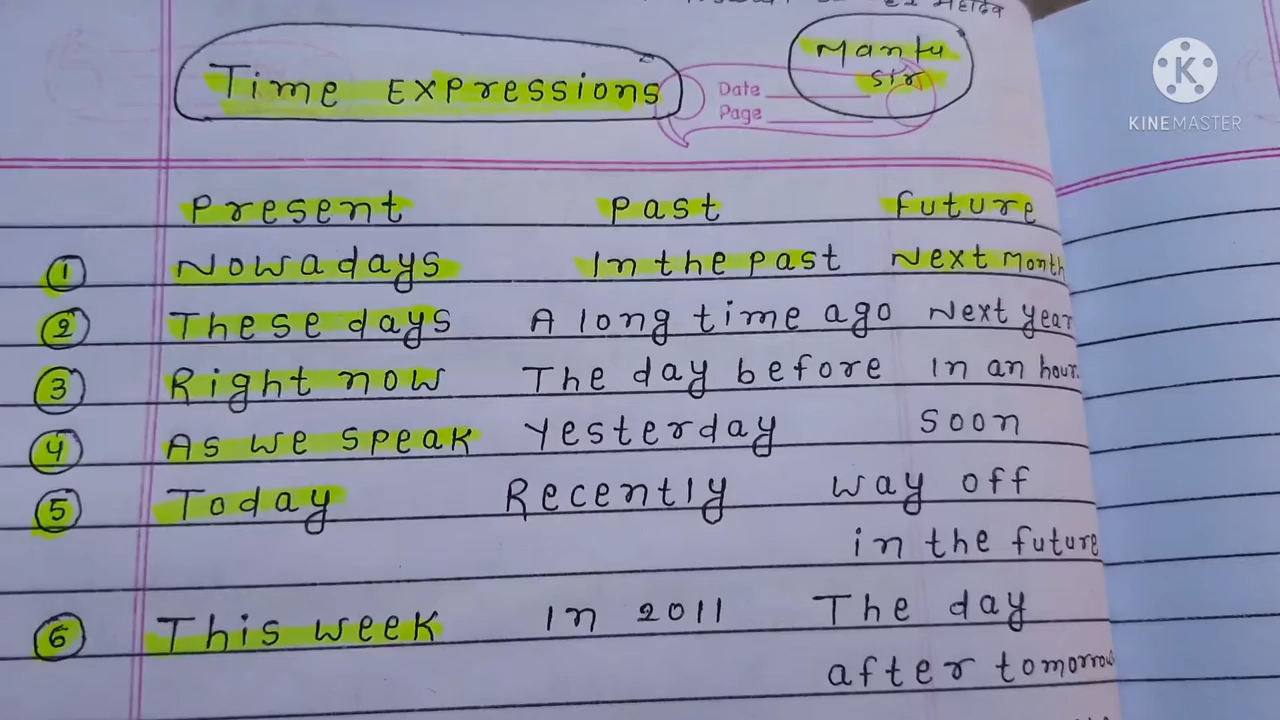 Mantu
Time Expressions
sir
Date
Page
KINEMASTER
Present Past Future
1 Nowadays In the past Next Month
2 These days A long time ago Next year
3 Right now The day before In an hour.
4 As we speak Yesterday Soon
5 Today Recently way off
in the future
6 This week In 2011 The day
after tomorrow